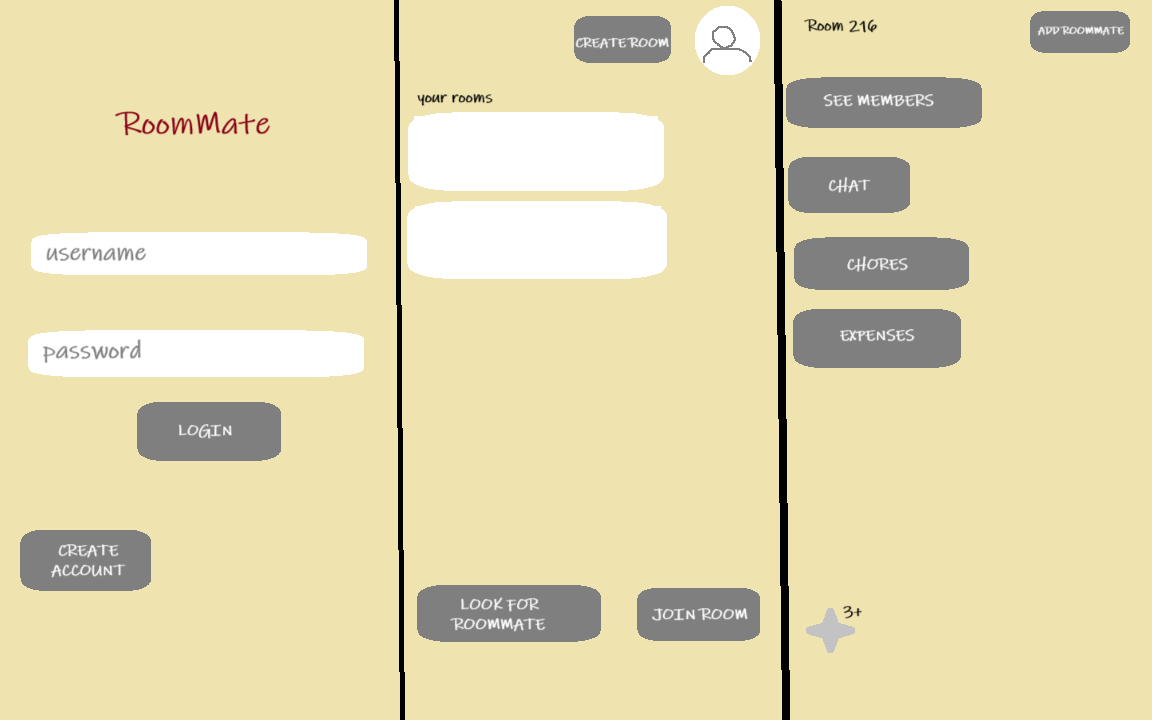 RoomMate
username
password
LOGIN
CREATE
ACCOUNT
CREATE ROOM
your rooms
LOOK FOR
ROOMMATE
JOIN ROOM
Room 216
ADD ROOMMATE
SEE MEMBERS
CHAT
CHORES
EXPENSES
3+